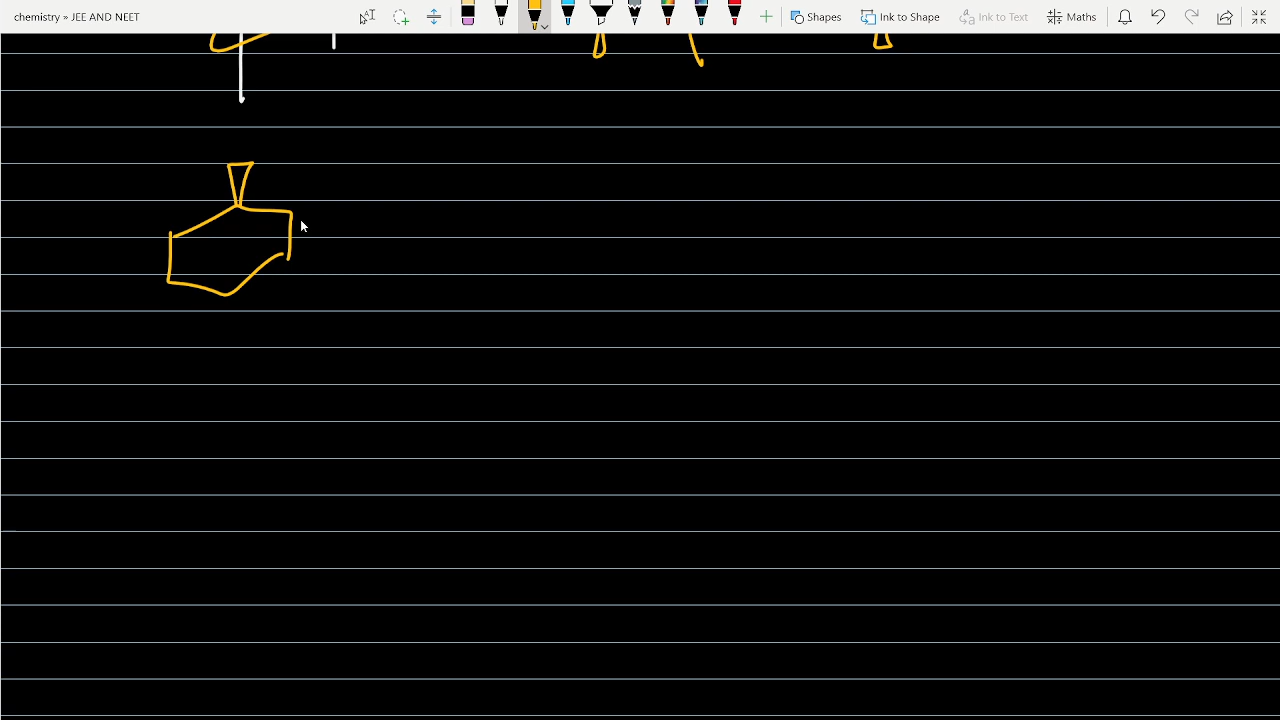 chemistry » JEE AND NEET
Shapes
Ink to Shape
Ink to Text
Maths